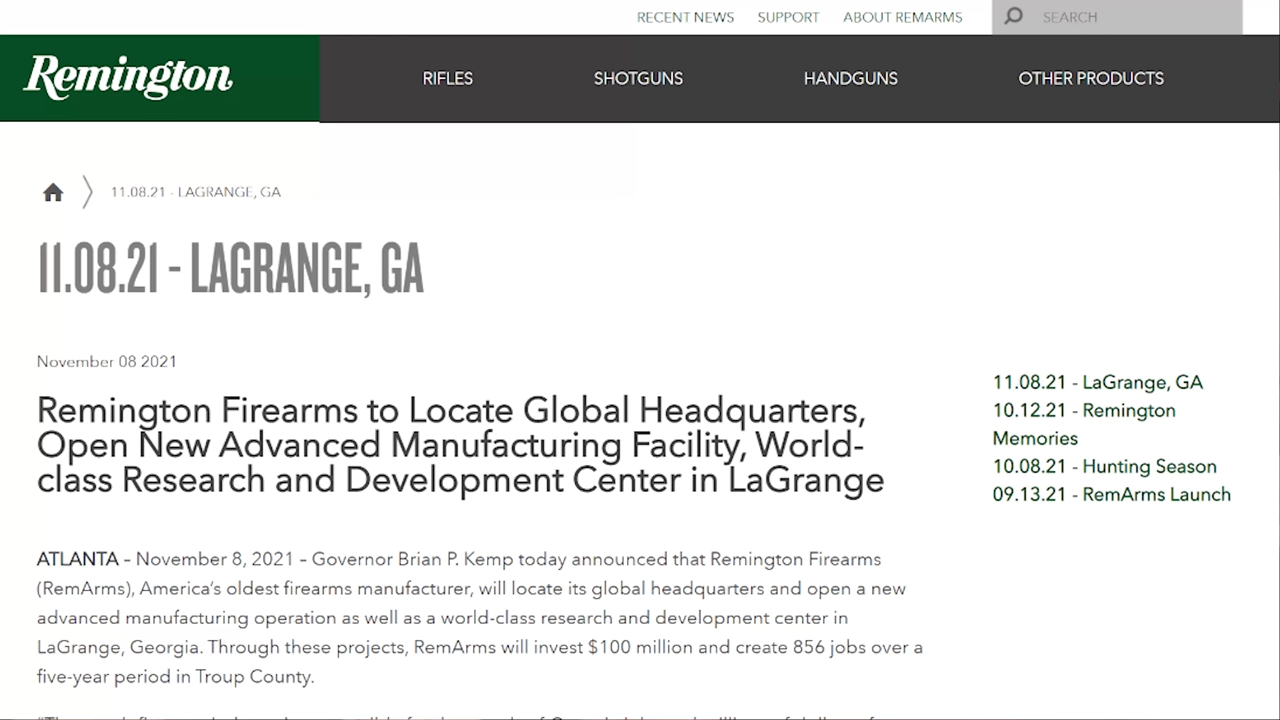 RECENT NEWS SUPPORT ABOUT REMARMS SEARCH
Remington RIFLES SHOTGUNS HANDGUNS OTHER PRODUCTS
11.08.21 - LAGRANGE, GA
11.08.21 - LAGRANGE, GA
November 08 2021
Remington Firearms to Locate Global Headquarters,
Open New Advanced Manufacturing Facility, World-
class Research and Development Center in LaGrange
ATLANTA – November 8, 2021 – Governor Brian P. Kemp today announced that Remington Firearms
(RemArms), America’s oldest firearms manufacturer, will locate its global headquarters and open a new
advanced manufacturing operation as well as a world-class research and development center in
LaGrange, Georgia. Through these projects, RemArms will invest $100 million and create 856 jobs over a
five-year period in Troup County.
11.08.21 - LaGrange, GA
10.12.21 - Remington
Memories
10.08.21 - Hunting Season
09.13.21 - RemArms Launch